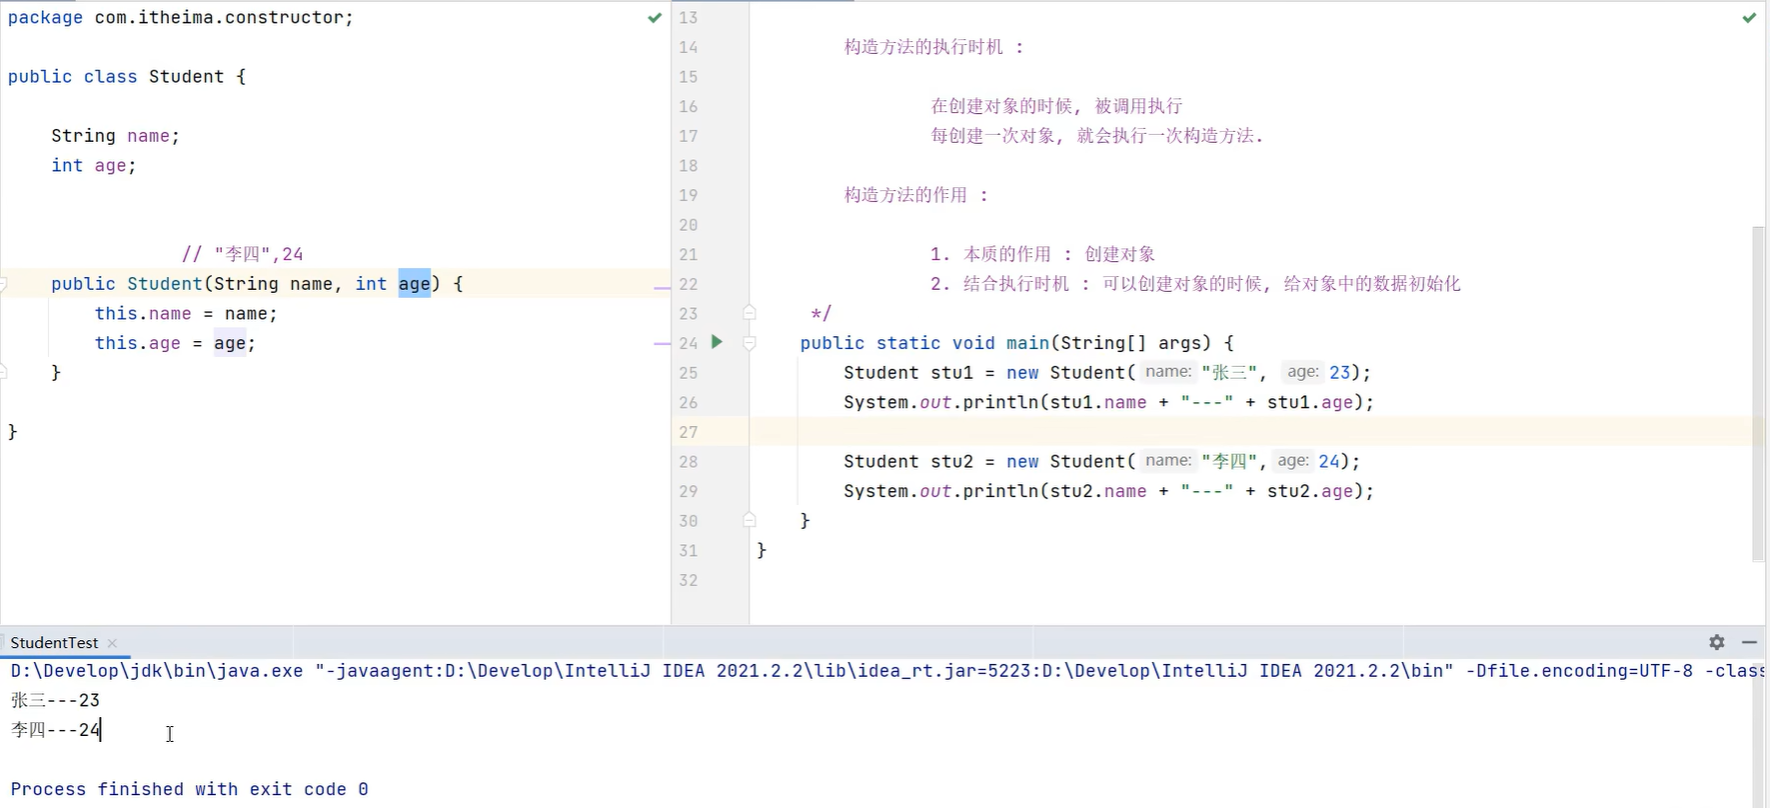 package com.itheima.constructor;
public class Student {
String name;
int age;
// "李四",24
public Student(String name, int age) {
this.name = name;
this.age = age;
}
}
13
14 构造方法的执行时机 :
15
16 在创建对象的时候, 被调用执行
17 每创建一次对象, 就会执行一次构造方法.
18
19 构造方法的作用 :
20
21 1. 本质的作用 : 创建对象
22 2. 结合执行时机 : 可以创建对象的时候, 给对象中的数据初始化
23 */
24 public static void main(String[] args) {
25 Student stu1 = new Student( name: "张三", age: 23);
26 System.out.println(stu1.name + "---" + stu1.age);
27
28 Student stu2 = new Student( name: "李四", age: 24);
29 System.out.println(stu2.name + "---" + stu2.age);
30 }
31 }
32
StudentTest
D:\Develop\jdk\bin\java.exe "-javaagent:D:\Develop\IntelliJ IDEA 2021.2.2\lib\idea_rt.jar=5223:D:\Develop\IntelliJ IDEA 2021.2.2\bin" -Dfile.encoding=UTF-8 -class
张三---23
李四---24
Process finished with exit code 0